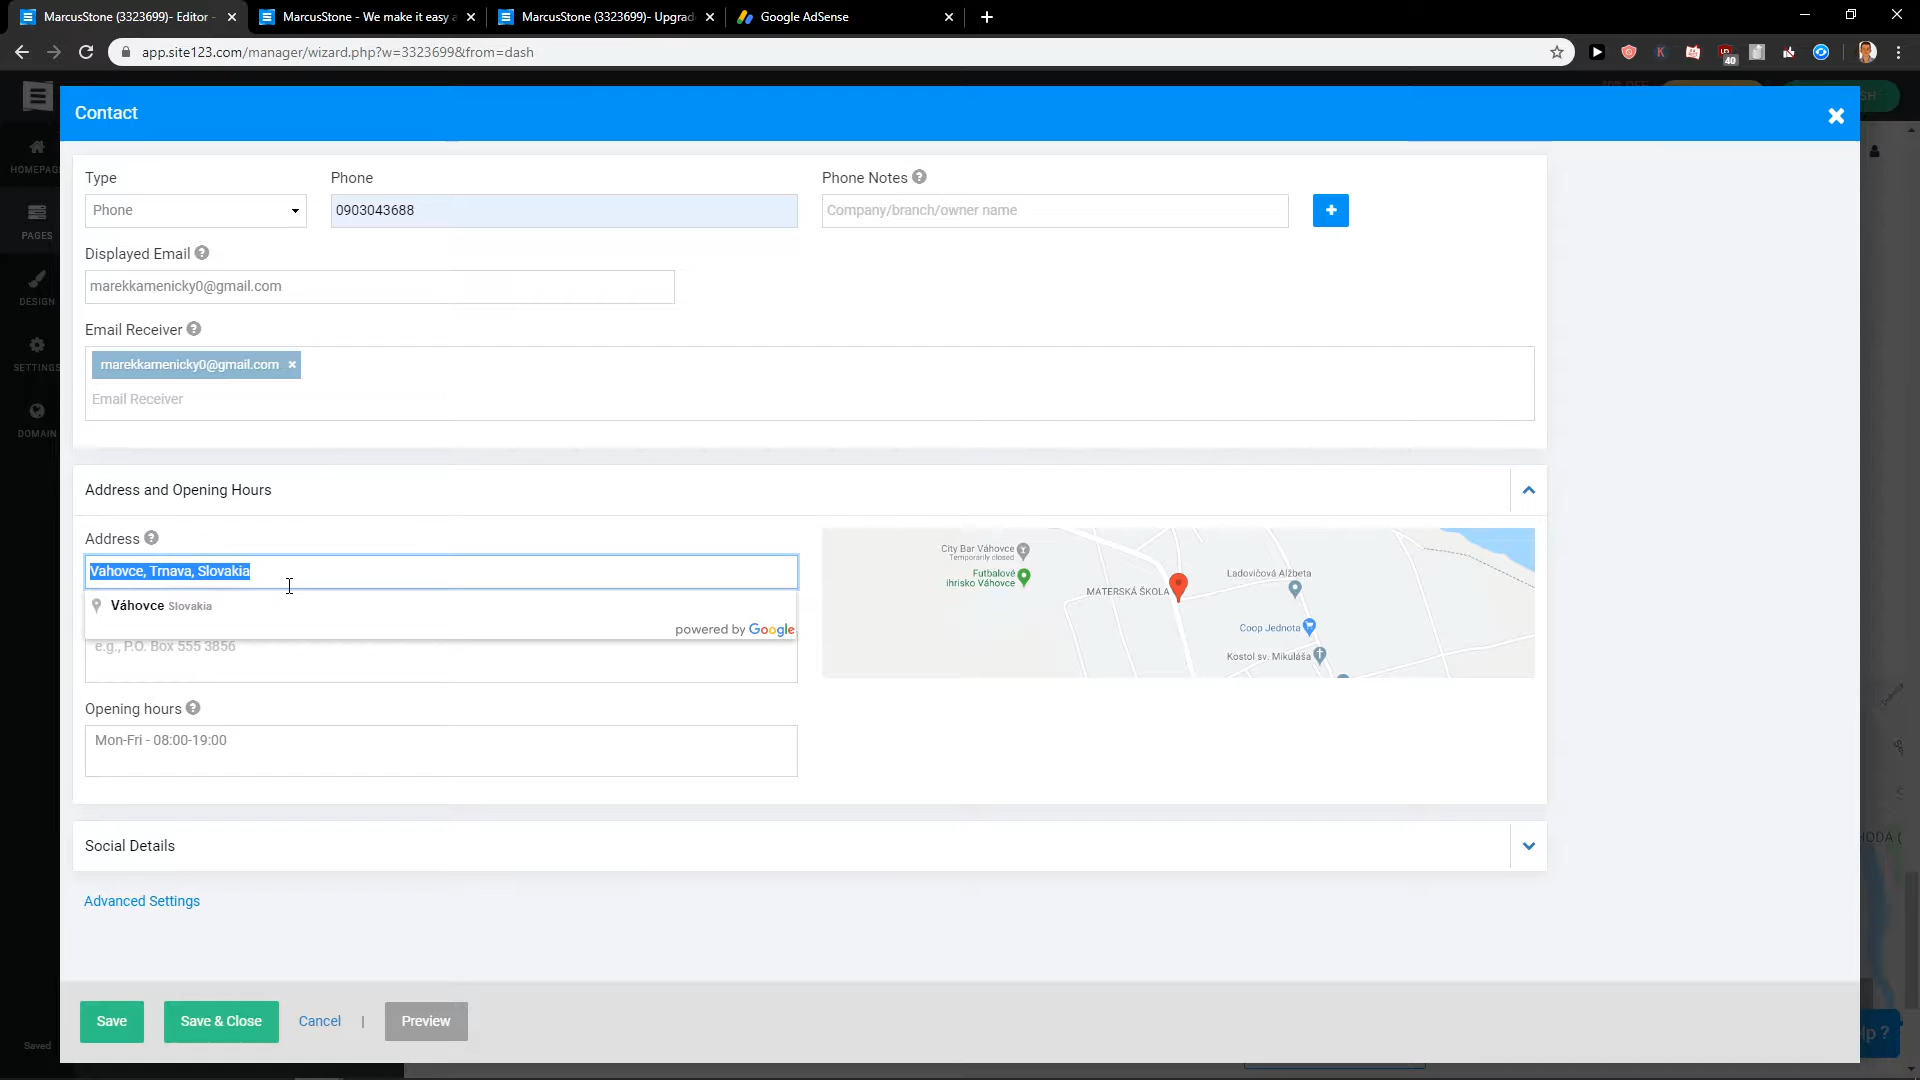 MarcusStone (3323699)- Editor -
MarcusStone - We make it easy a
MarcusStone (3323699)- Upgrad
Google AdSense
app.site123.com/manager/wizard.php?w=3323699&from=dash
40
Contact
HOMEPAG
PAGES
DESIGN
SETTINGS
DOMAIN
Saved
Type
Phone
Phone Notes
Phone
0903043688
Company/branch/owner name
Displayed Email
marekkamenicky0@gmail.com
Email Receiver
marekkamenicky0@gmail.com
Email Receiver
Address and Opening Hours
Address
Vahovce, Trnava, Slovakia
Váhovce Slovakia
powered by Google
e.g., P.O. Box 555 3856
City Bar Váhovce
Temporarily closed
Futbalové
ihrisko Váhovce
MATERSKÁ ŠKOLA
Ladovičová Alžbeta
Coop Jednota
Kostol sv. Mikuláša
Opening hours
Mon-Fri - 08:00-19:00
Social Details
Advanced Settings
Save
Save & Close
Cancel
|
Preview
lp ?